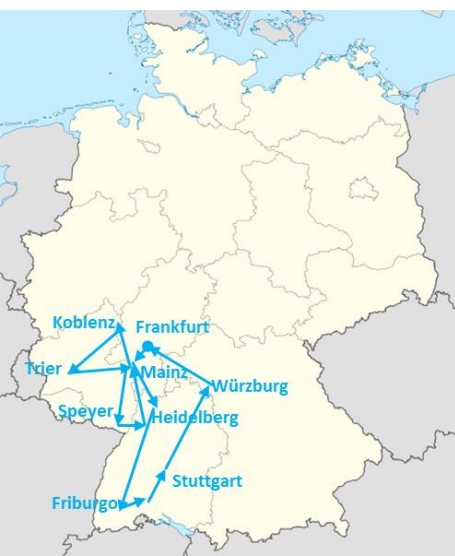 Koblenz
Frankfurt
Trier
Mainz
Würzburg
Speyer
Heidelberg
Stuttgart
Friburgo